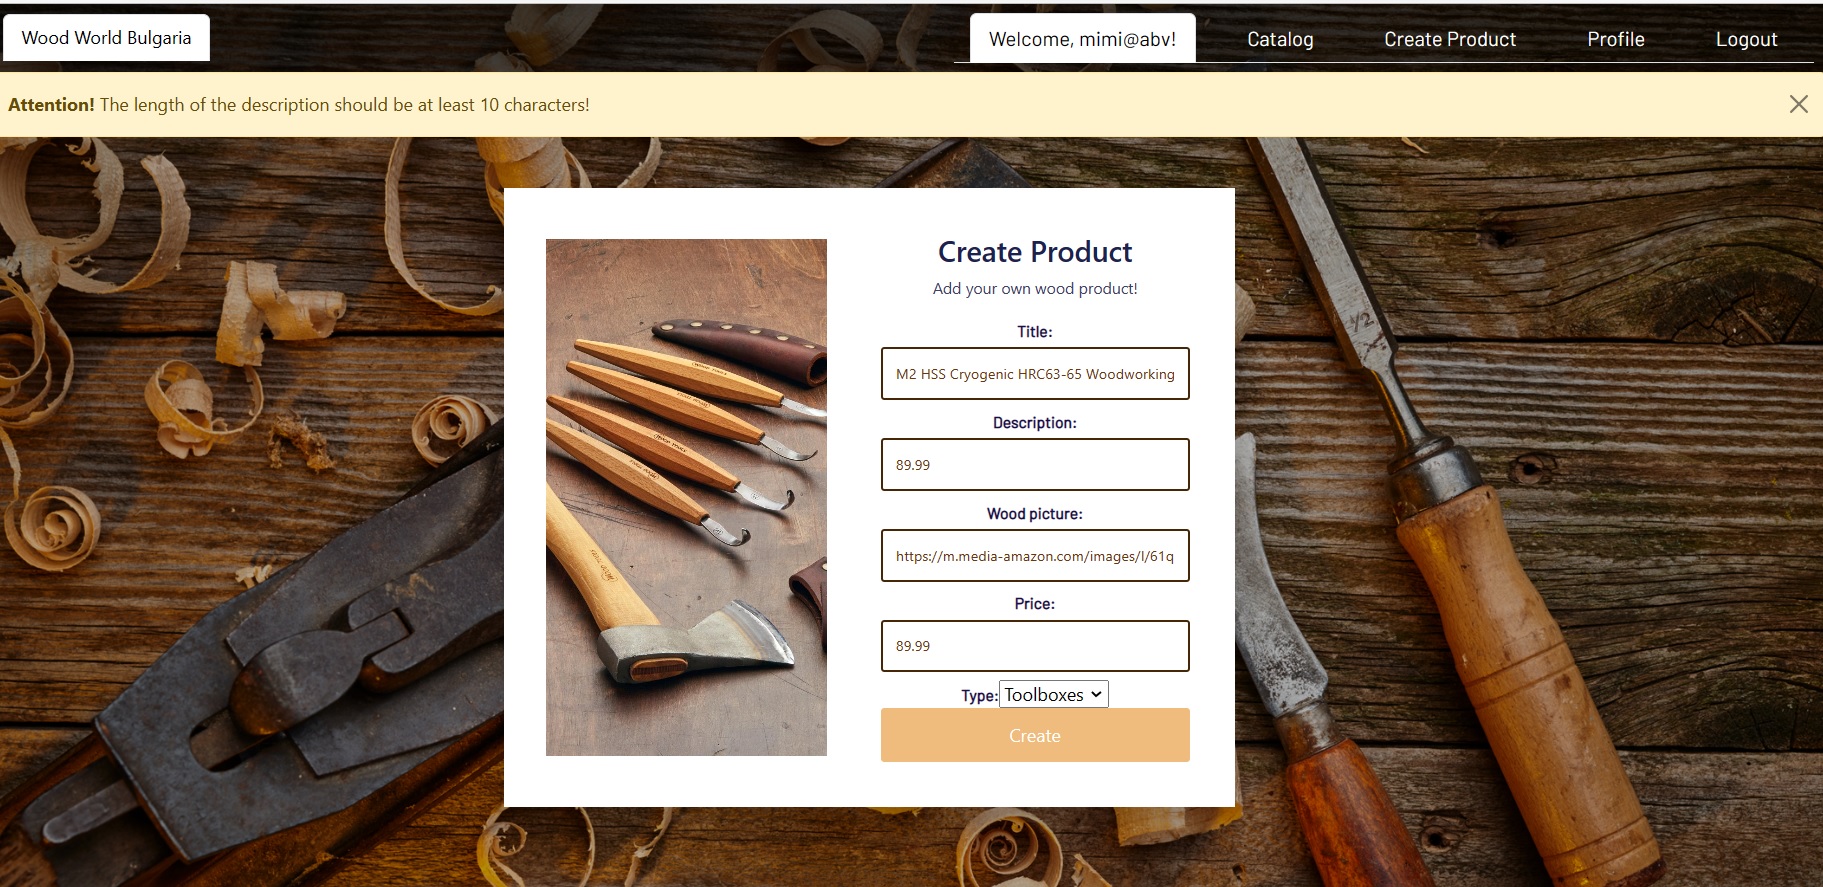 Wood World Bulgaria
Welcome, mimi@abv!
Catalog
Create Product
Profile
Logout
Attention! The length of the description should be at least 10 characters!
Create Product
Add your own wood product!
Title:
M2 HSS Cryogenic HRC63-65 Woodworking
Description:
89.99
Wood picture:
https://m.media-amazon.com/images/I/61q
Price:
89.99
Type: Toolboxes
Create
1/2